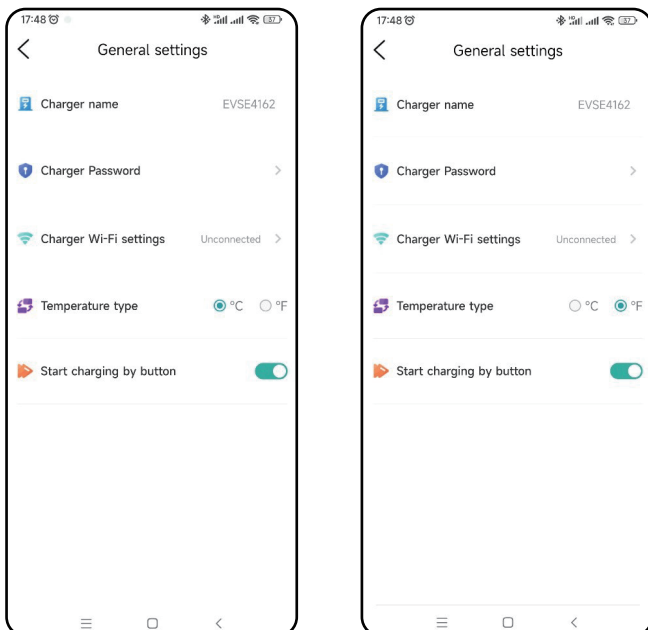 17:48
37
General settings
Charger name EVSE4162
Charger Password
Charger Wi-Fi settings Unconnected
Temperature type °C °F
Start charging by button
17:48
37
General settings
Charger name EVSE4162
Charger Password
Charger Wi-Fi settings Unconnected
Temperature type °C °F
Start charging by button